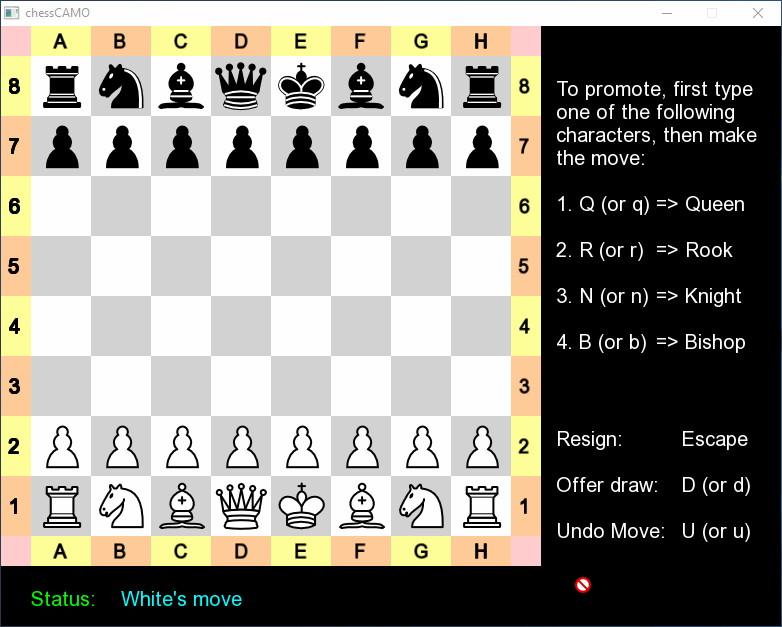 chessCAMO
A B C D E F G H
8 8
7 7
6 6
5 5
4 4
3 3
2 2
1 1
A B C D E F G H
To promote, first type
one of the following
characters, then make
the move:
1. Q (or q) => Queen
2. R (or r) => Rook
3. N (or n) => Knight
4. B (or b) => Bishop
Resign: Escape
Offer draw: D (or d)
Undo Move: U (or u)
Status: White's move